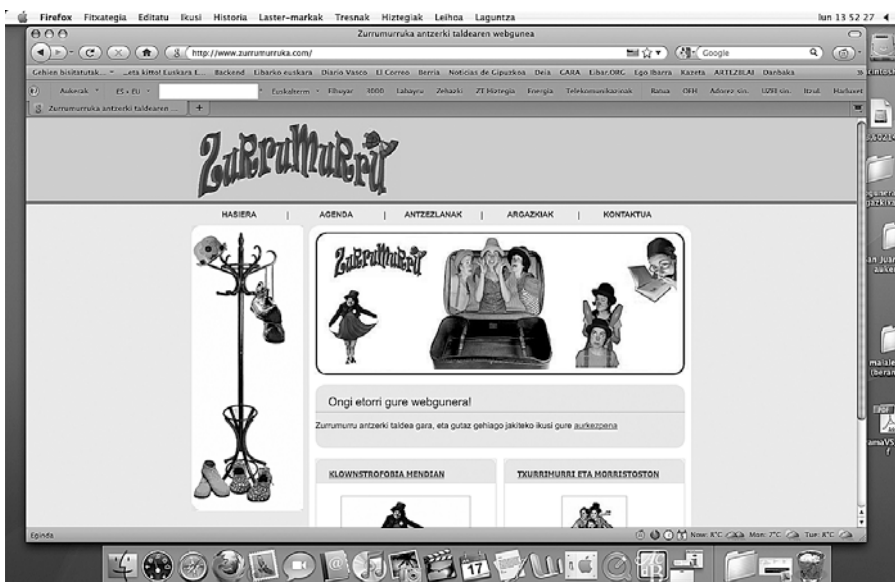 Firefox Fitxategia Editatu Ikusi Historia Laster-markak Tresnak Hiztegiak Leihoa Laguntza lun 13 52 27
Zurrumurruka antzerki taldearen webgunea
http://www.zurrumurruka.com/ Google
Gehien bisitatutak... ...eta kitto! Euskara E... Backend Eibarko euskara Diario Vasco El Correo Berria Noticias de Gipuzkoa Deia GARA Eibar.ORG Ego Ibarra Kazeta ARTEZBLAI Danbaka
Aukerak ES • EU Euskalterm Elhuyar 3000 Labayru Zehazki ZT Hiztegia Energia Telekomunikazioak Batua OEH Adorez sin. UZEI sin. Itzul. Harluxet
Zurrumurruka antzerki taldearen ...
ZuRRuMuRRu
HASIERA | AGENDA | ANTZEZLANAK | ARGAZKIAK | KONTAKTUA
ZuRRuMuRRu
Ongi etorri gure webgunera!
Zurrumurru antzerki taldea gara, eta gutaz gehiago jakiteko ikusi gure aurkezpena
KLOWNSTROFOBIA MENDIAN TXURRIMURRI ETA MORRISTOSTON
Eginda Now: 8°C Mon: 7°C Tue: 8°C
17